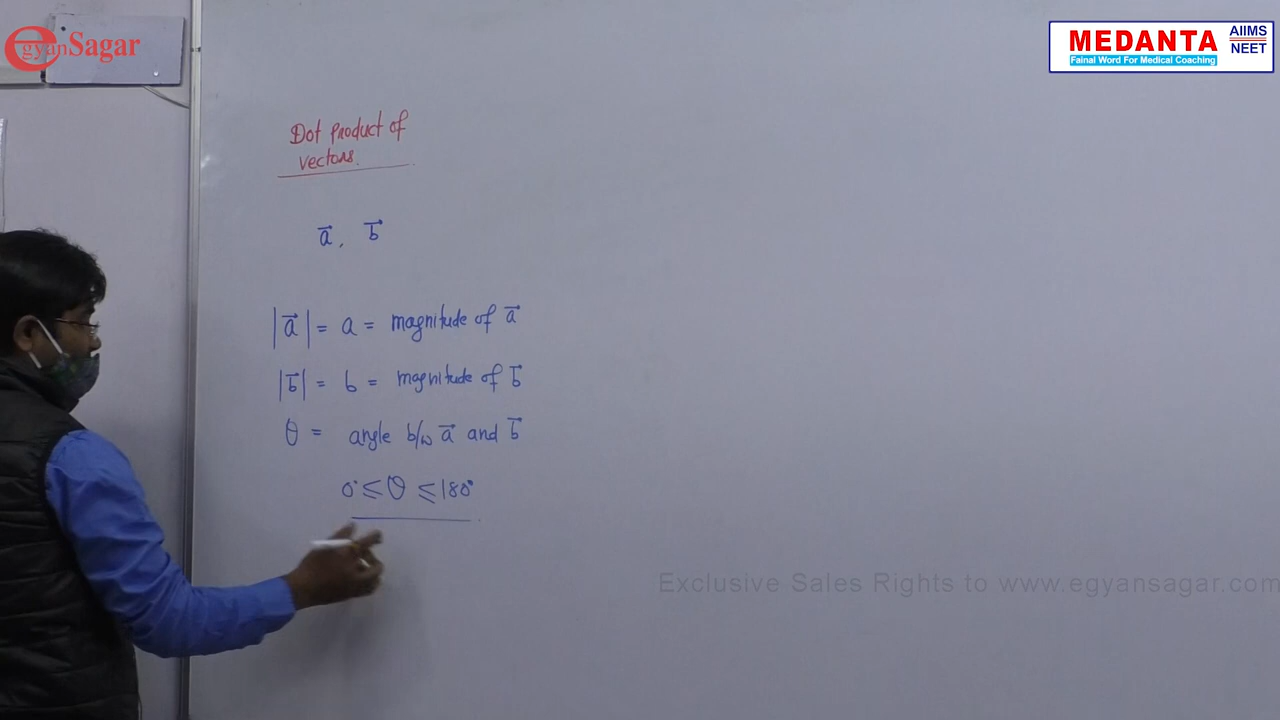 egyanSagar
MEDANTA
Fainal Word For Medical Coaching
AIIMS
NEET
Dot product of
vectors.
a⃗, b⃗
|a⃗| = a = magnitude of a⃗
|b⃗| = b = magnitude of b⃗
θ = angle b/w a⃗ and b⃗
0° ≤ θ ≤ 180°
Exclusive Sales Rights to www.egyansagar.com